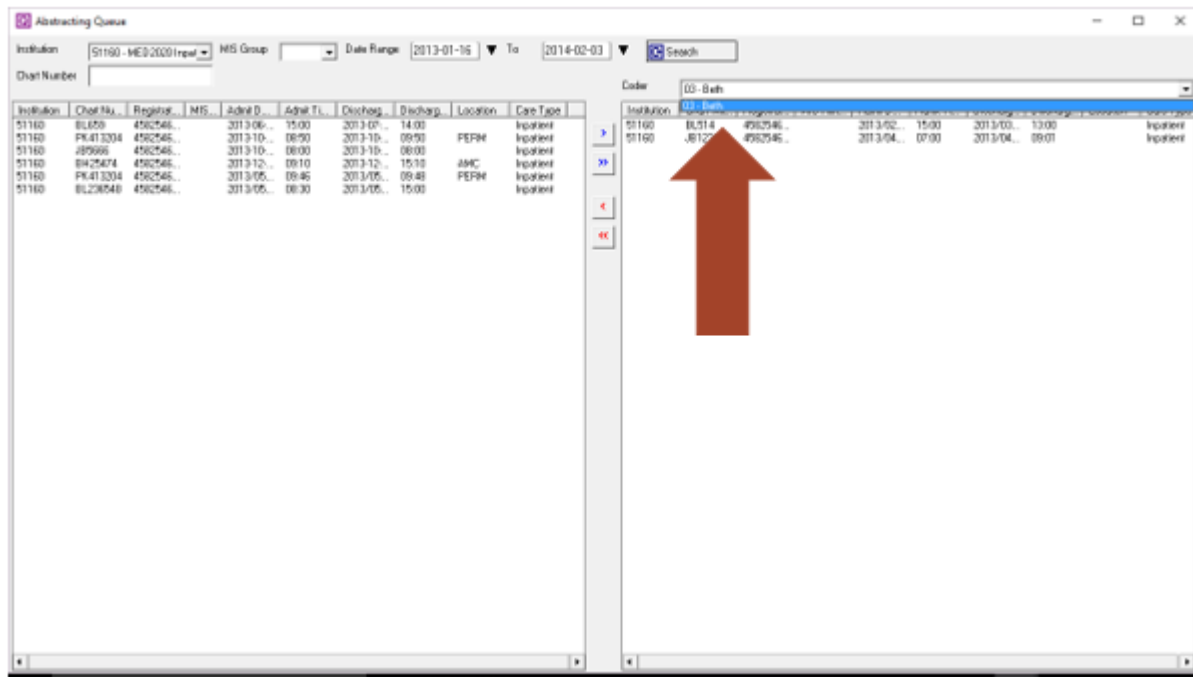 Abstracting Queue
Institution 51160 - MED2020 Inpat MIS Group Date Range 2013-01-16 To 2014-02-03 Search
Chart Number
Coder 03 - Beth
03 - Beth
Institution Chart Nu... Registrat... MIS... Admit D... Admit Ti... Discharg... Discharg... Location Care Type
51160 BL659 4582546... 2013-06-... 15:00 2013-07-... 14:00 Inpatient
51160 PK413204 4582546... 2013-10-... 08:50 2013-10-... 09:50 PERIM Inpatient
51160 4582546... 2013-10-... 08:00 2013-10-... 08:00 Inpatient
51160 BH25474 4582546... 2013-12-... 09:10 2013-12-... 15:10 AMC Inpatient
51160 PK413204 4582546... 2013/05... 09:46 2013/05... 09:48 PERIM Inpatient
51160 BL236548 4582546... 2013/05... 08:30 2013/05... 15:00 Inpatient
Institution
51160 BL514 4582546... 2013/02... 15:00 2013/03... 13:00 Inpatient
51160 JB12 4582546... 2013/04... 07:00 2013/04... 09:01 Inpatient